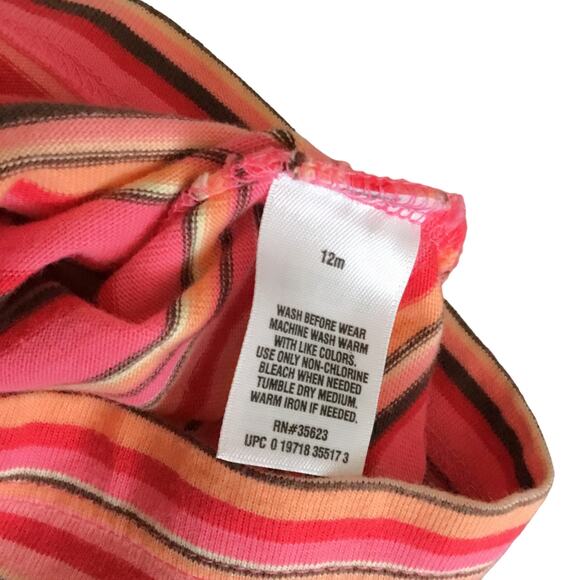 12m
WASH BEFORE WEAR
MACHINE WASH WARM
WITH LIKE COLORS.
USE ONLY NON-CHLORINE
BLEACH WHEN NEEDED
TUMBLE DRY MEDIUM.
WARM IRON IF NEEDED.
RN#35623
UPC 0 19718 35517 3